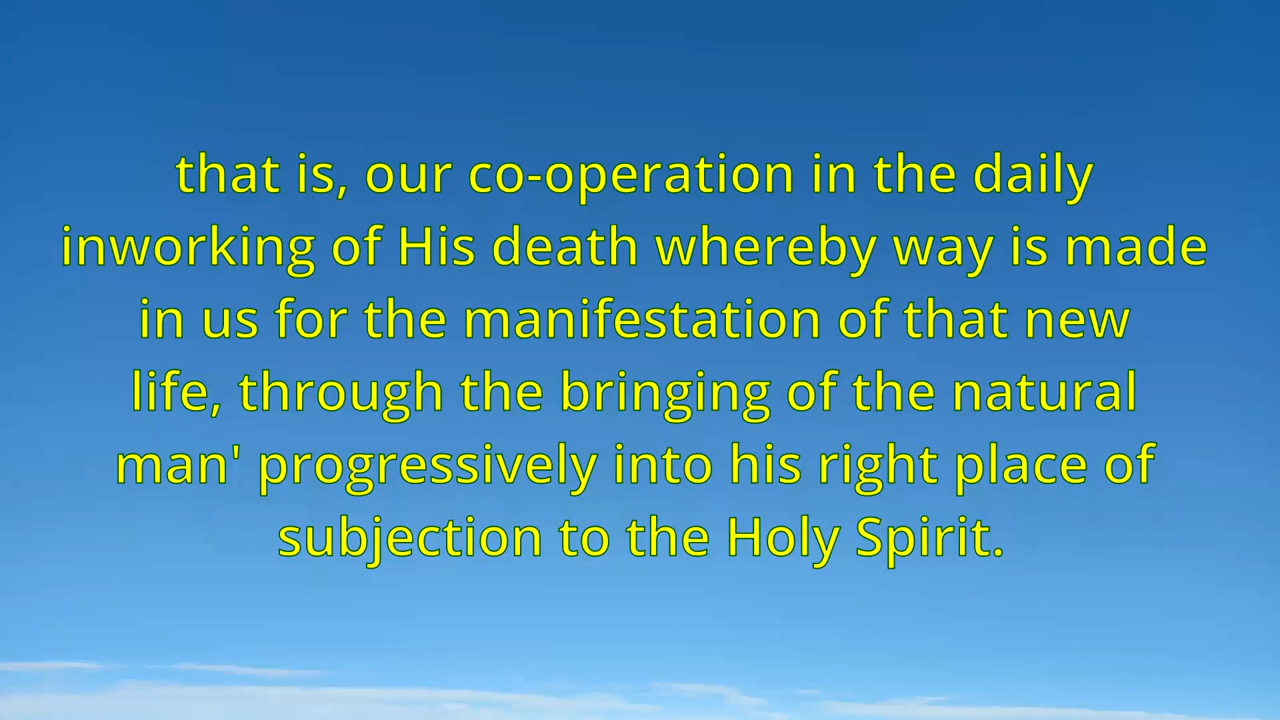 that is, our co-operation in the daily
inworking of His death whereby way is made
in us for the manifestation of that new
life, through the bringing of the natural
man' progressively into his right place of
subjection to the Holy Spirit.